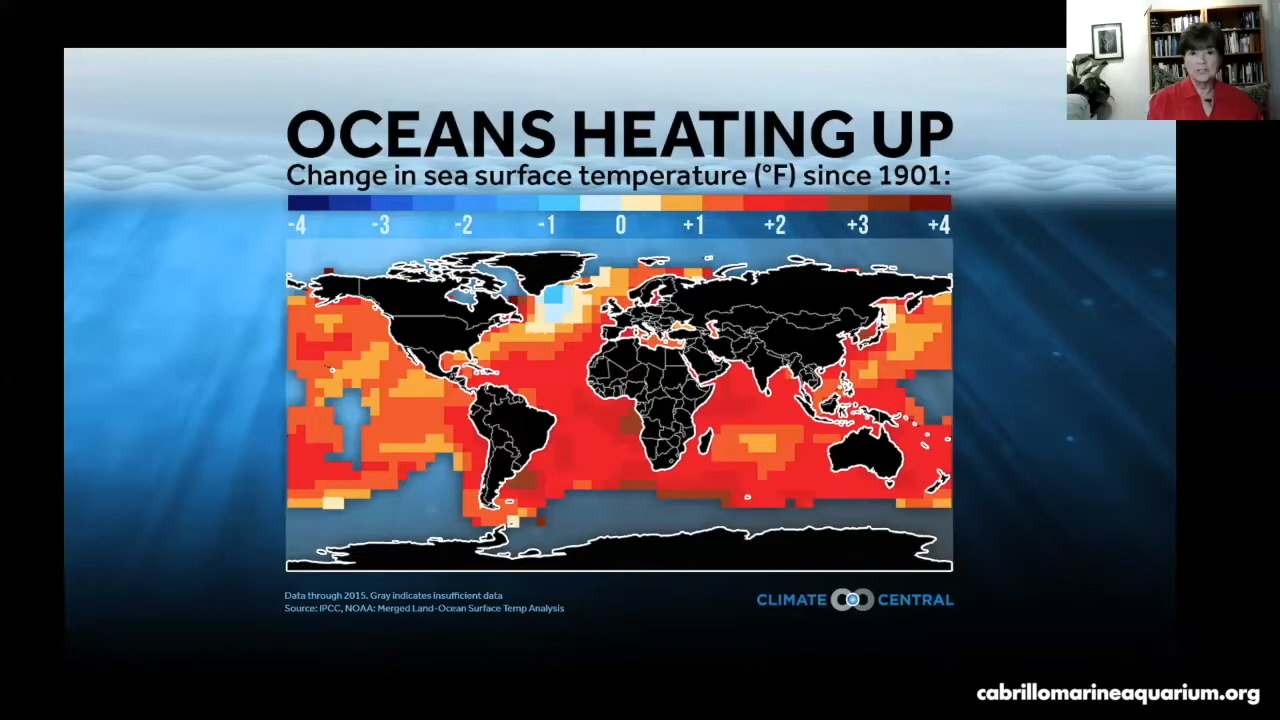 OCEANS HEATING UP
Change in sea surface temperature (°F) since 1901:
-4 -3 -2 -1 0 +1 +2 +3 +4
Data through 2015. Gray indicates insufficient data
Source: IPCC, NOAA: Merged Land-Ocean Surface Temp Analysis
CLIMATE CENTRAL
cabrillomarineaquarium.org